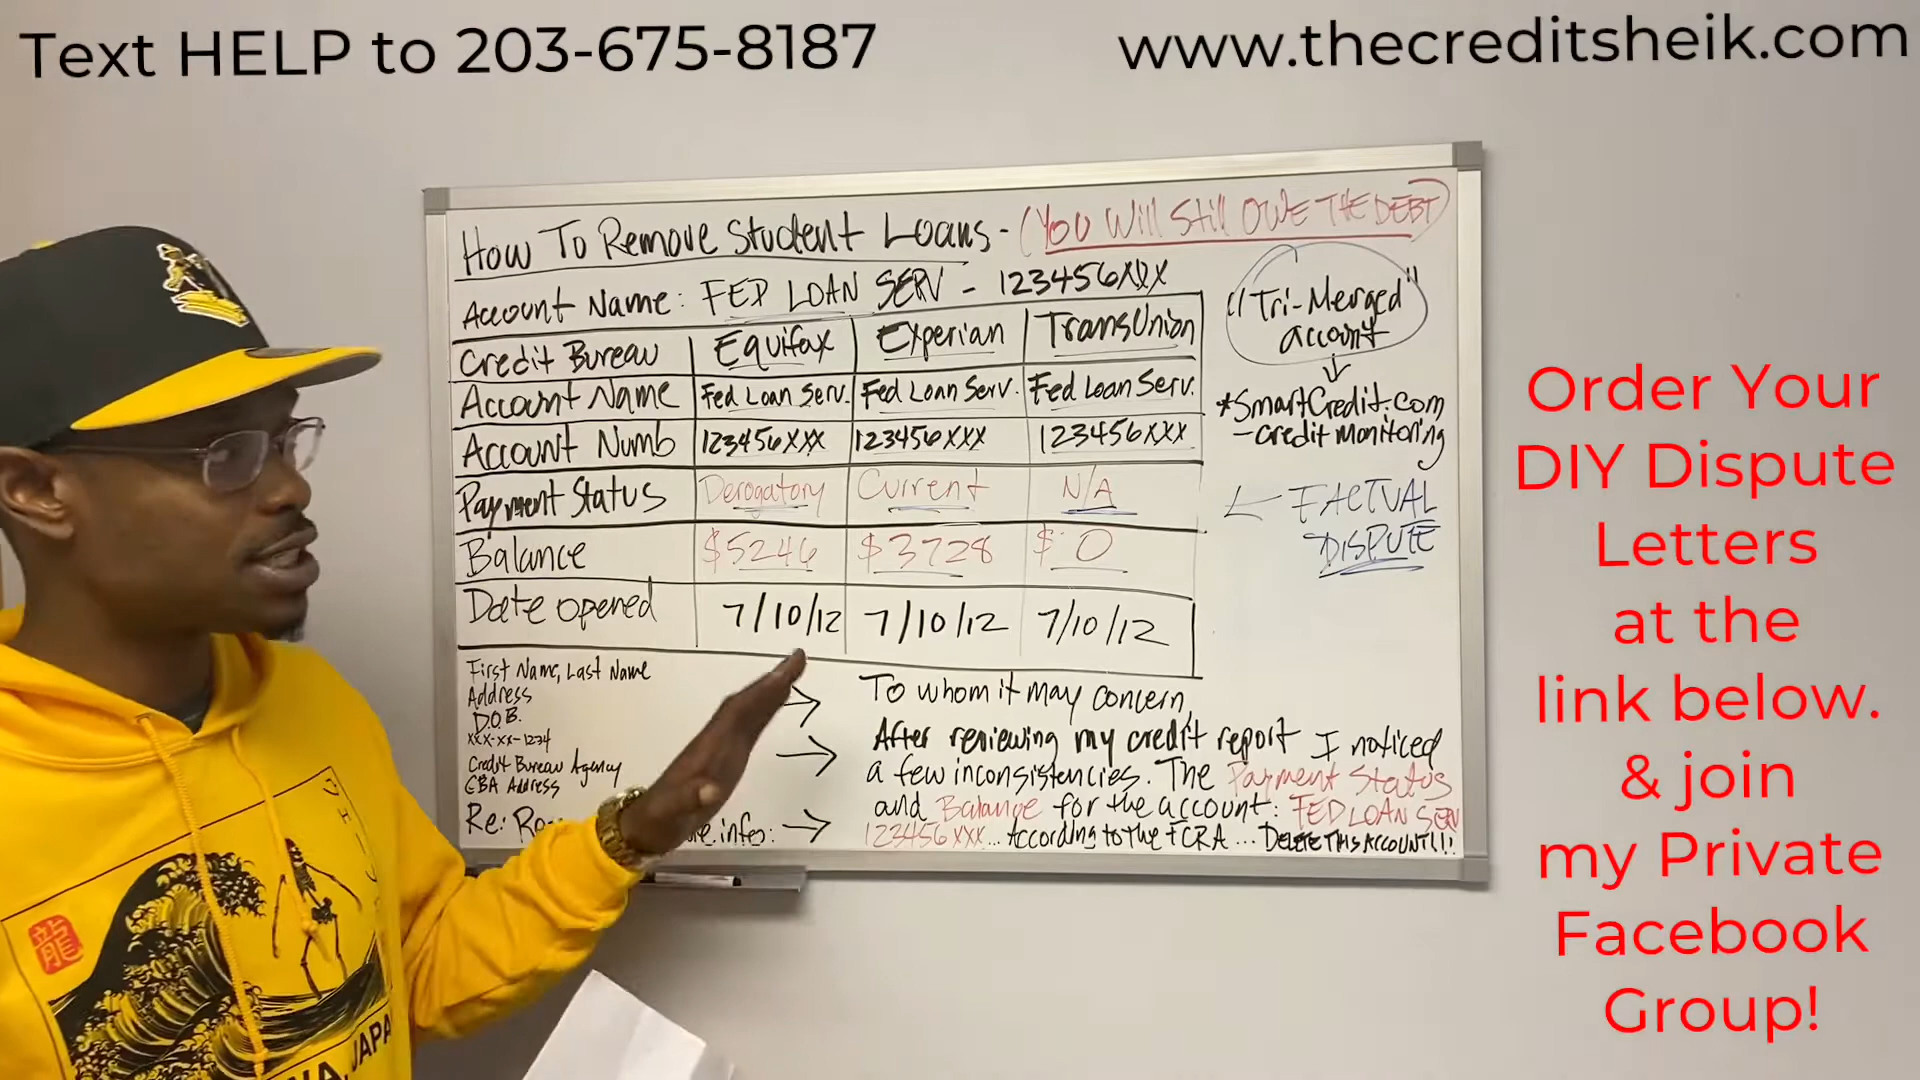 Text HELP to 203-675-8187
www.thecreditsheik.com
How To Remove Student Loans - (You Will Still OWE THE DEBT)
Account Name: FED LOAN SERV - 123456XXX
Credit Bureau Equifax Experian TransUnion
Account Name Fed Loan Serv. Fed Loan Serv. Fed Loan Serv.
Account Numb 123456XXX 123456XXX 123456XXX
Payment Status Derogatory Current N/A
Balance $5246 $3728 $0
Date opened 7/10/12 7/10/12 7/10/12
"Tri-Merged"
account
*SmartCredit.com
-credit monitoring
FACTUAL
DISPUTE
First Name, Last Name
Address
D.O.B.
XXX-XX-1234
Credit Bureau Agency
CBA Address
Re: infos:
To whom it may concern,
After reviewing my credit report I noticed
a few inconsistencies. The Payment Status
and Balance for the account: FED LOAN SERV
123456XXX... According to the FCRA... DELETE THIS ACCOUNT!!!
Order Your
DIY Dispute
Letters
at the
link below.
& join
my Private
Facebook
Group!
龍
JAPA